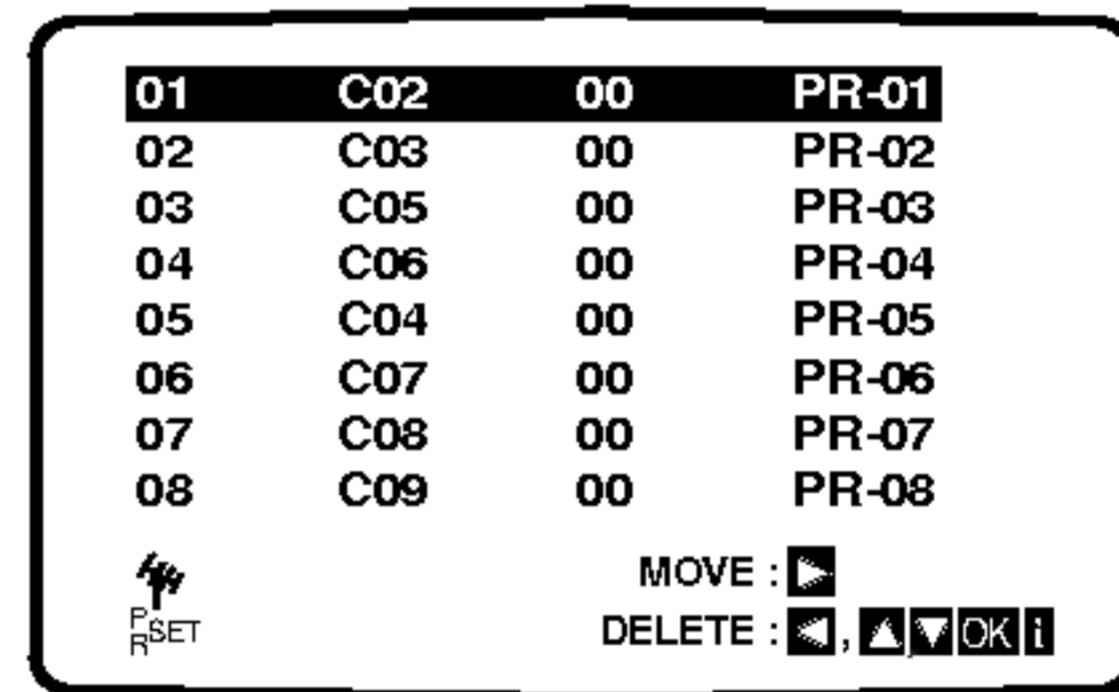 01 C02 00 PR-01
02 C03 00 PR-02
03 C05 00 PR-03
04 C06 00 PR-04
05 C04 00 PR-05
06 C07 00 PR-06
07 C08 00 PR-07
08 C09 00 PR-08
MOVE : ▶
PR SET
DELETE : ◀, ▲ ▼ OK i